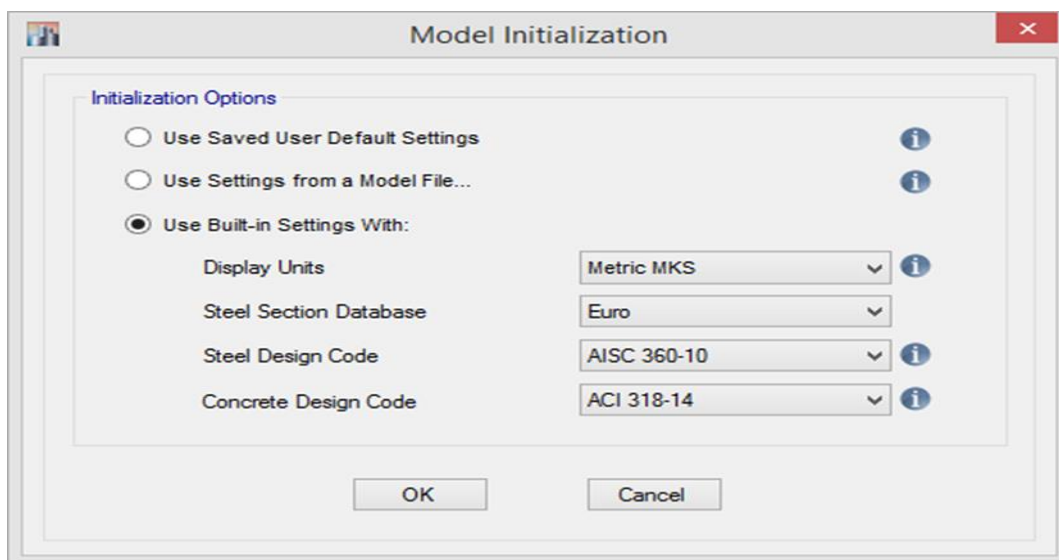 Model Initialization
Initialization Options
Use Saved User Default Settings
Use Settings from a Model File...
Use Built-in Settings With:
Display Units Metric MKS
Steel Section Database Euro
Steel Design Code AISC 360-10
Concrete Design Code ACI 318-14
OK Cancel